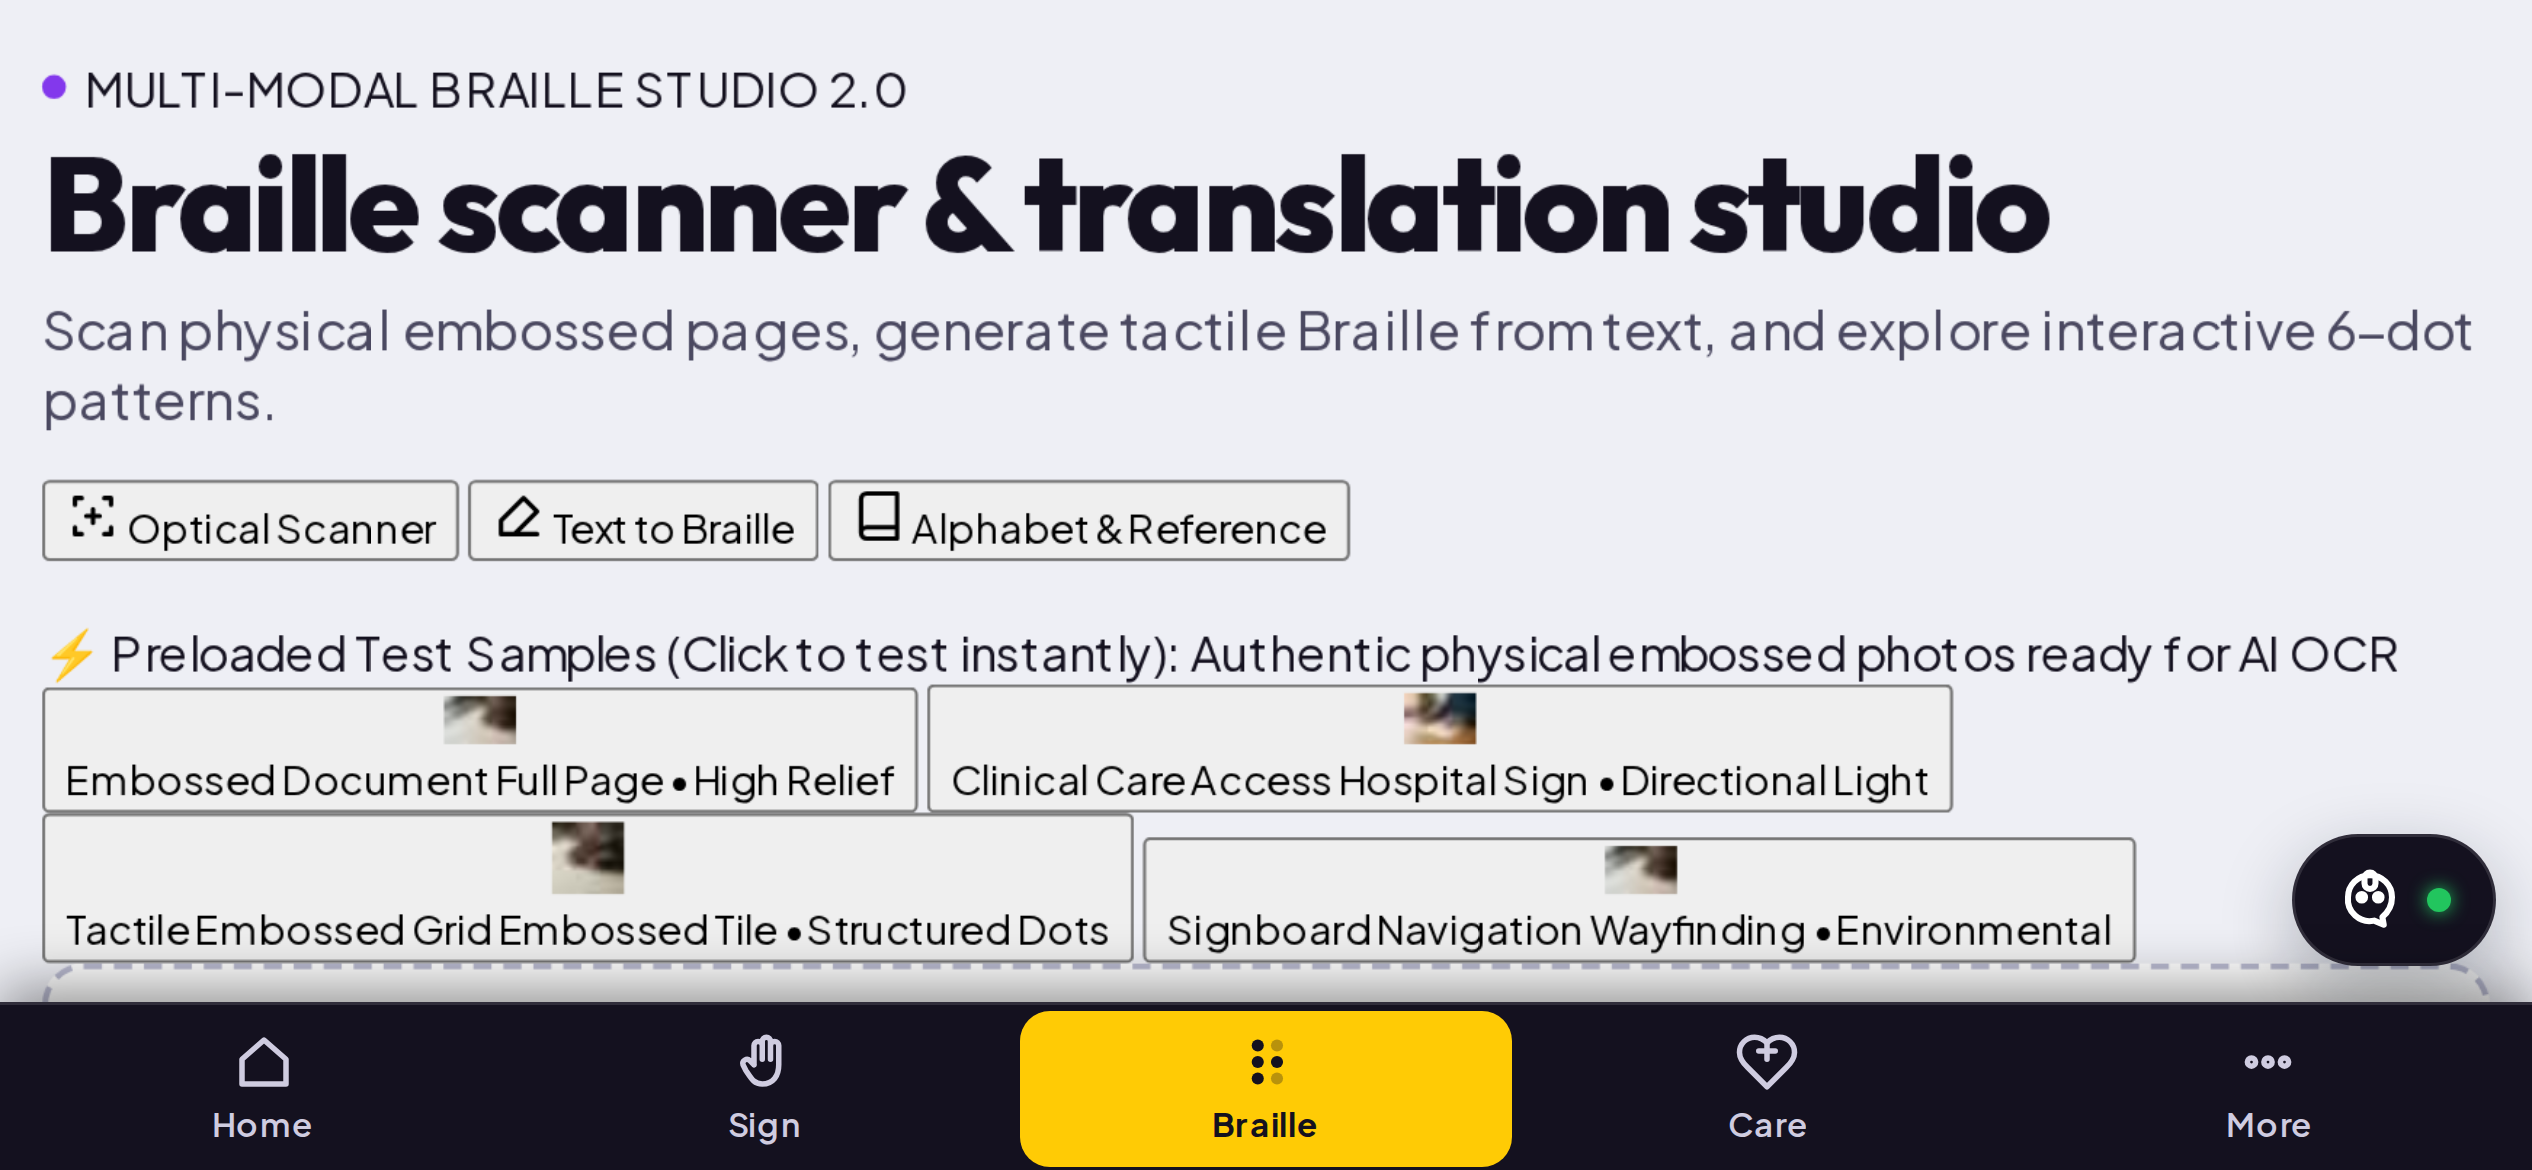 MULTI-MODAL BRAILLE STUDIO 2.0
Braille scanner & translation studio
Scan physical embossed pages, generate tactile Braille from text, and explore interactive 6-dot
patterns.
Optical Scanner
Text to Braille
Alphabet & Reference
⚡ Preloaded Test Samples (Click to test instantly): Authentic physical embossed photos ready for AI OCR
Embossed Document Full Page • High Relief
Clinical Care Access Hospital Sign • Directional Light
Tactile Embossed Grid Embossed Tile • Structured Dots
Signboard Navigation Wayfinding • Environmental
Home
Sign
Braille
Care
More